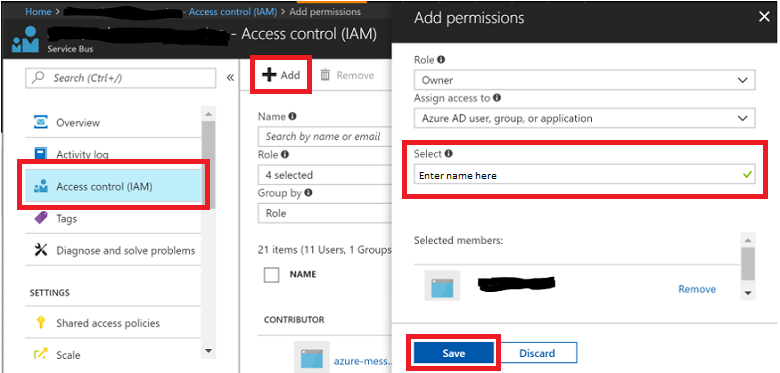 Home > - Access control (IAM) > Add permissions
- Access control (IAM)
Service Bus
Search (Ctrl+/)
«
Overview
Activity log
Access control (IAM)
Tags
Diagnose and solve problems
SETTINGS
Shared access policies
Scale
Add
Remove
Name
Search by name or email
Role
4 selected
Group by
Role
21 items (11 Users, 1 Groups
NAME
CONTRIBUTOR
azure-mess...
Add permissions
Role
Owner
Assign access to
Azure AD user, group, or application
Select
Enter name here
Selected members:
Remove
Save
Discard